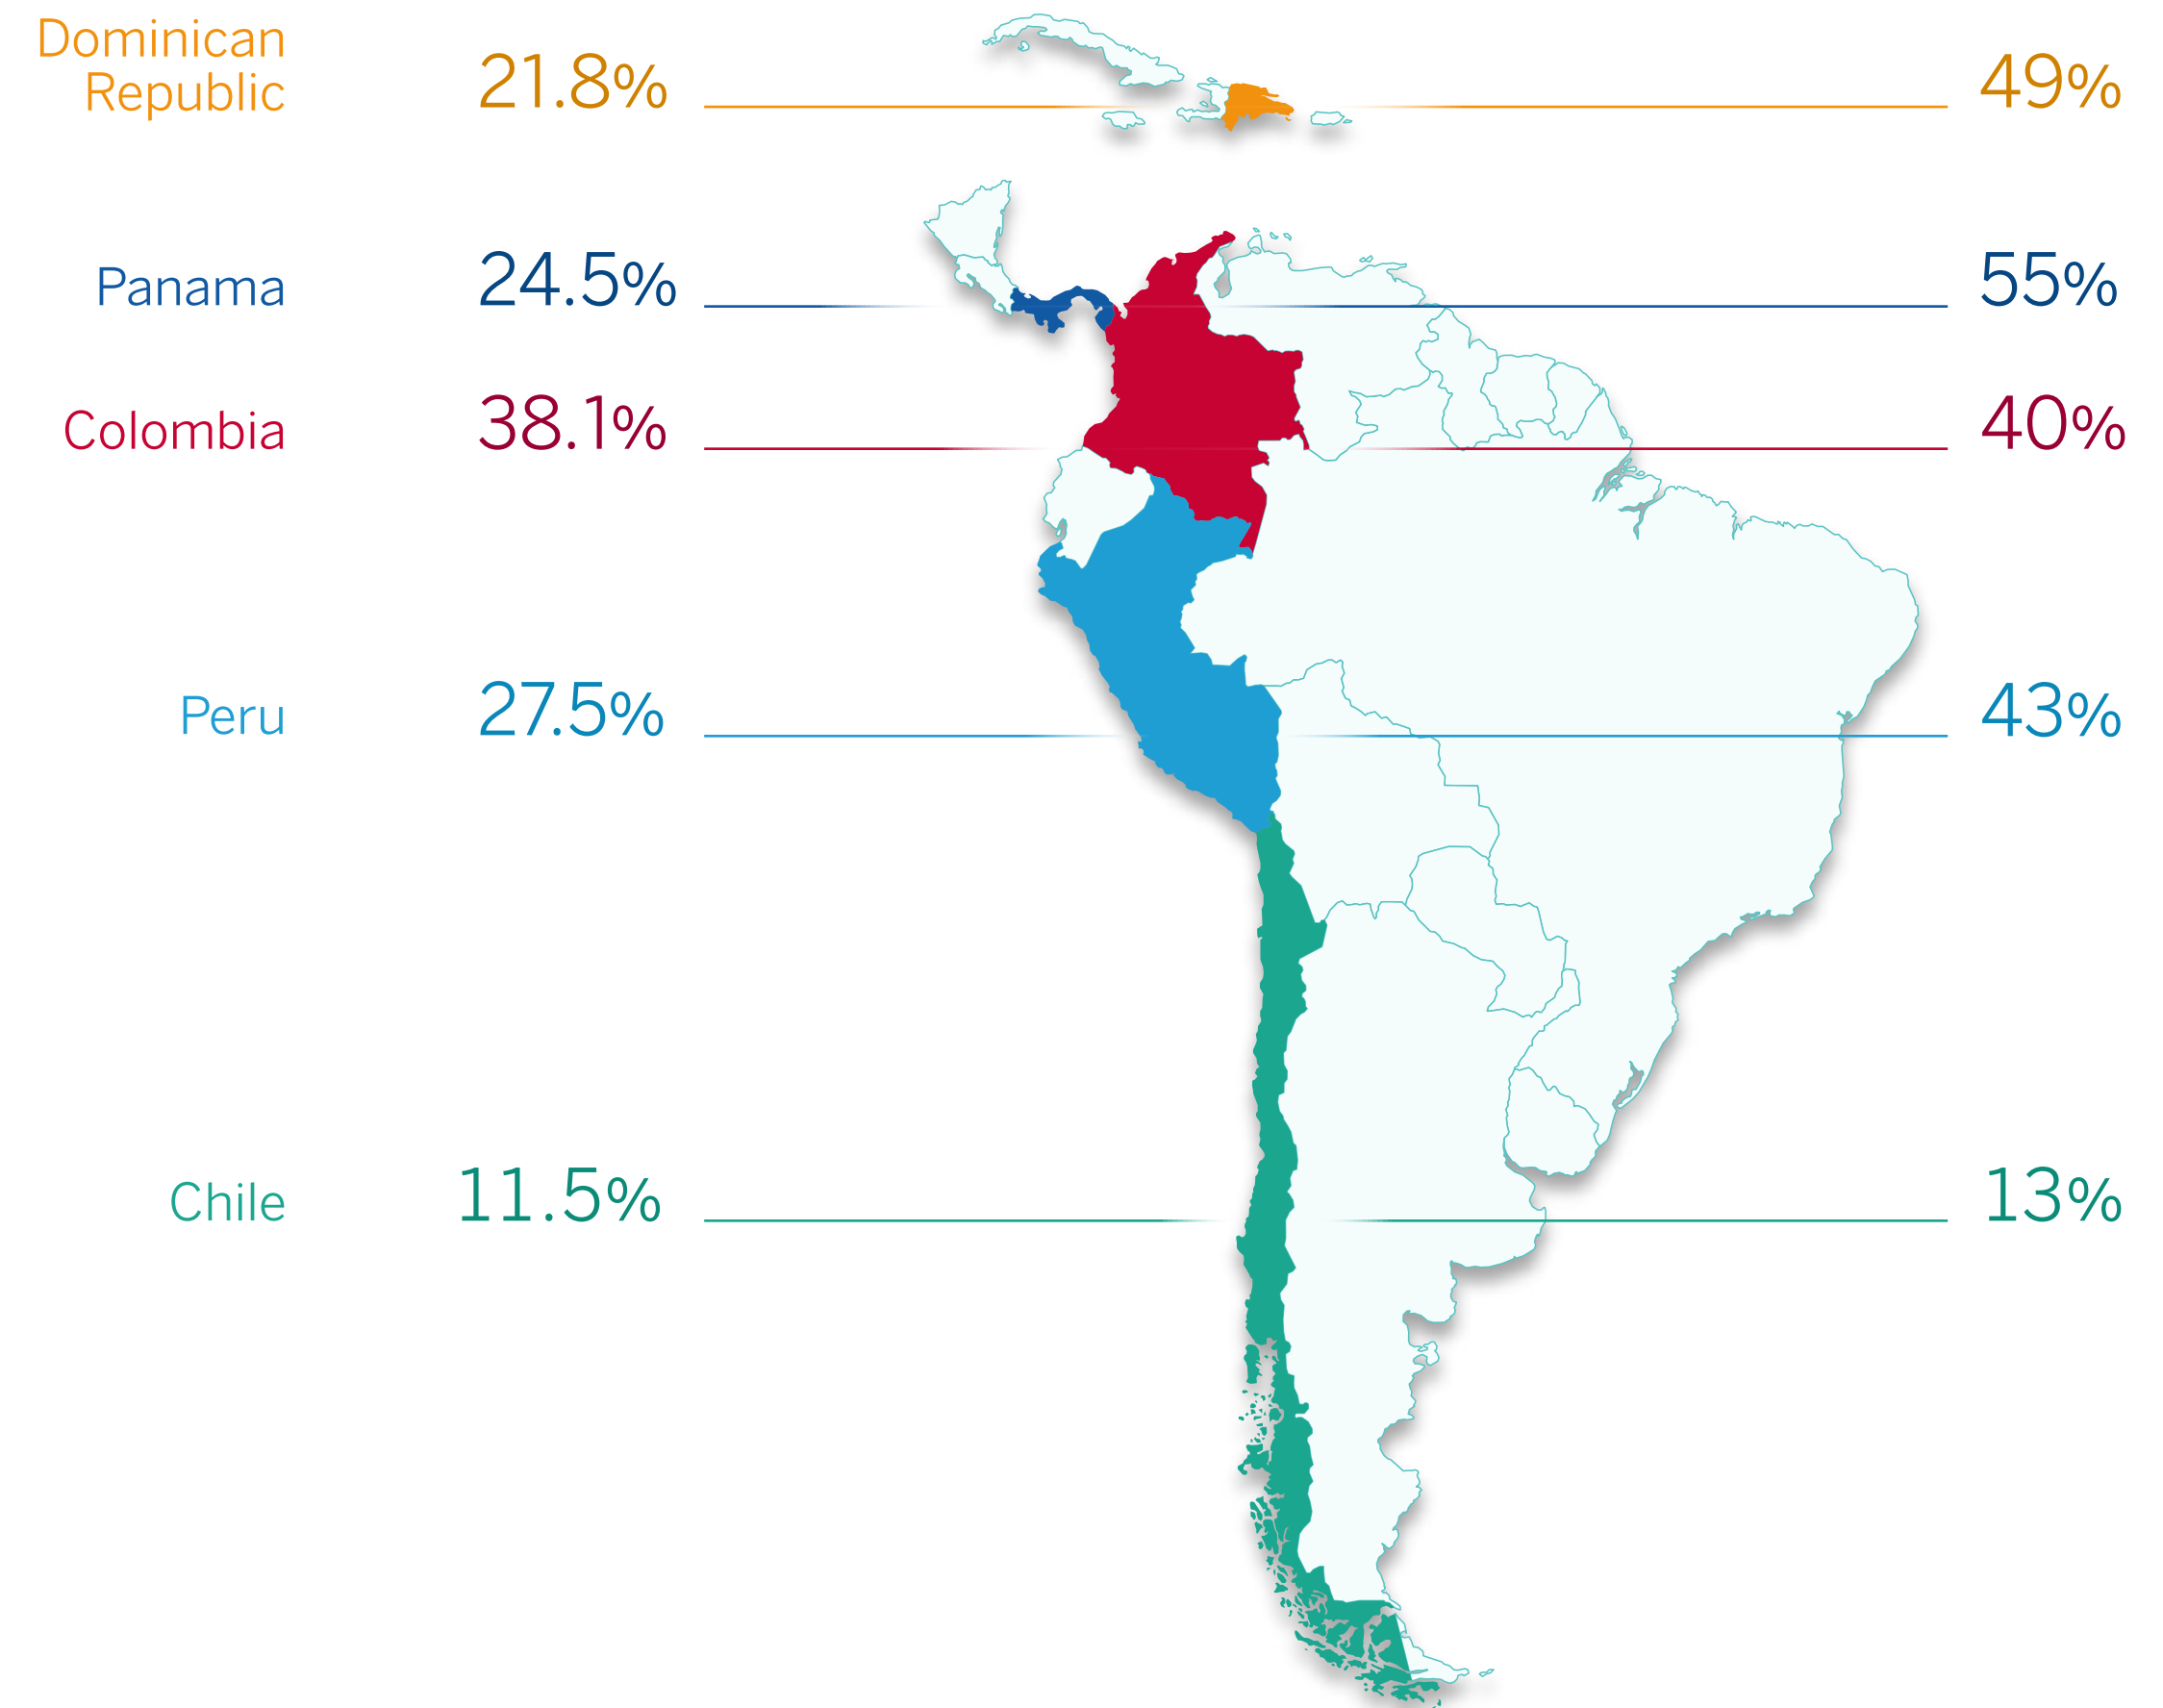 Dominican
Republic 21.8% 49%
Panama 24.5% 55%
Colombia 38.1% 40%
Peru 27.5% 43%
Chile 11.5% 13%